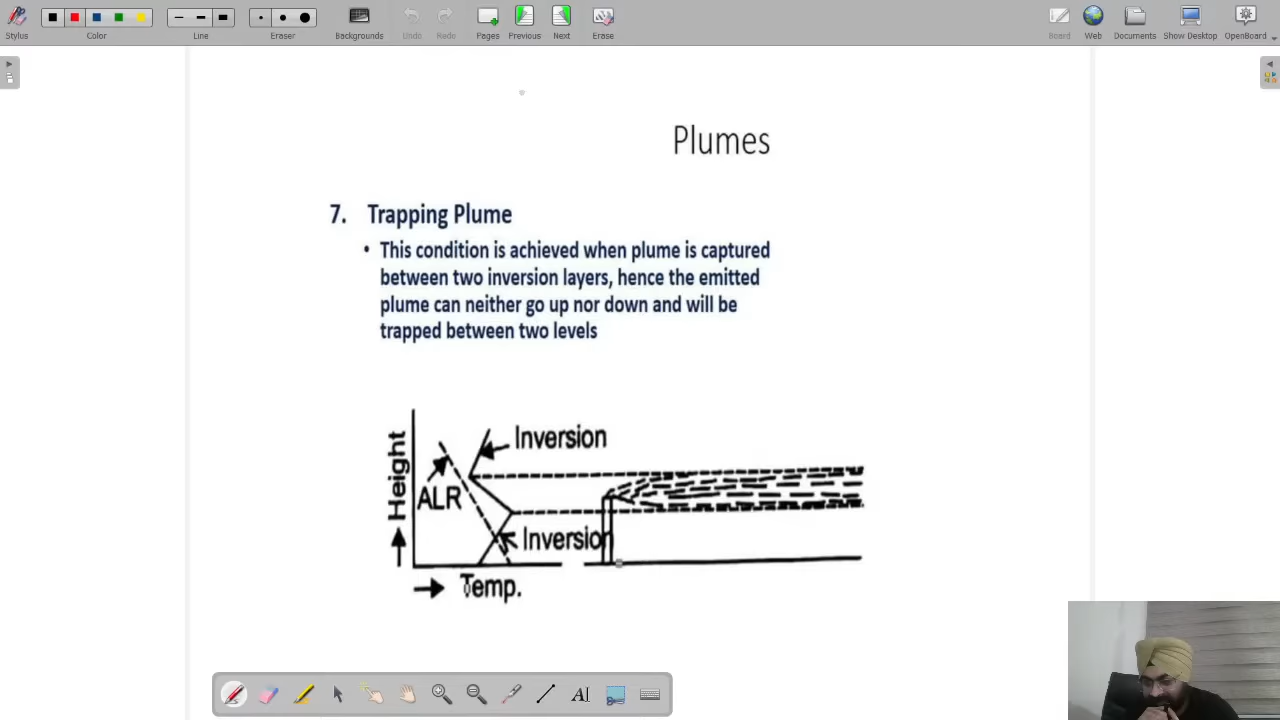 Stylus
Color
Line
Eraser
Backgrounds
Undo
Redo
Pages
Previous
Next
Erase
Board
Web
Documents
Show Desktop
OpenBoard
Plumes
7. Trapping Plume
• This condition is achieved when plume is captured
between two inversion layers, hence the emitted
plume can neither go up nor down and will be
trapped between two levels
Inversion
Height
ALR
Inversion
Temp.
AI